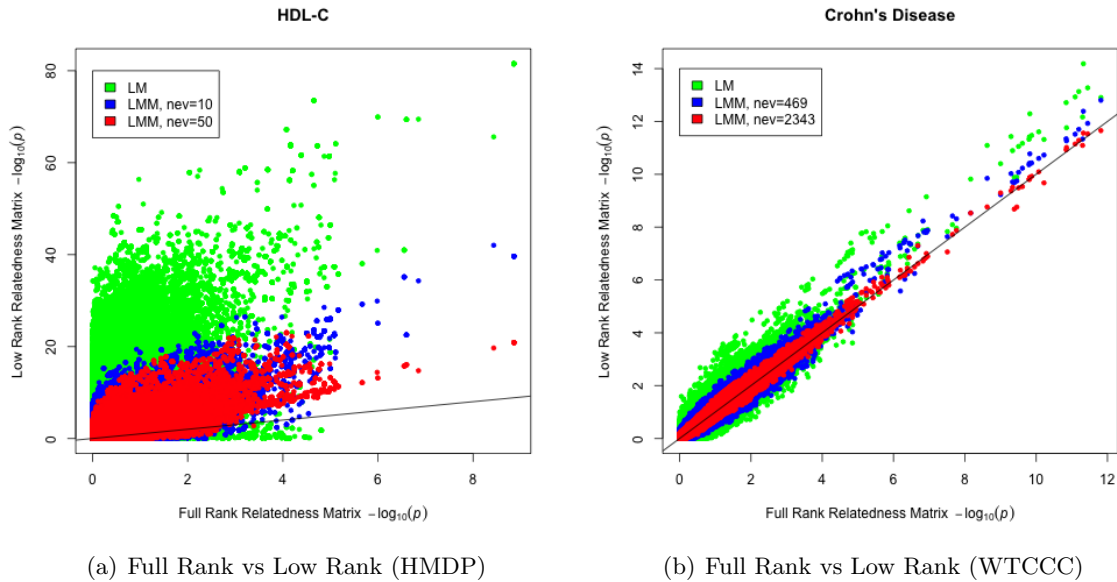 HDL-C
Low Rank Relatedness Matrix −log₁₀(p)
80
60
40
20
0
LM
LMM, nev=10
LMM, nev=50
0 2 4 6 8
Full Rank Relatedness Matrix −log₁₀(p)
(a) Full Rank vs Low Rank (HMDP)
Crohn's Disease
Low Rank Relatedness Matrix −log₁₀(p)
14
12
10
8
6
4
2
0
LM
LMM, nev=469
LMM, nev=2343
0 2 4 6 8 10 12
Full Rank Relatedness Matrix −log₁₀(p)
(b) Full Rank vs Low Rank (WTCCC)